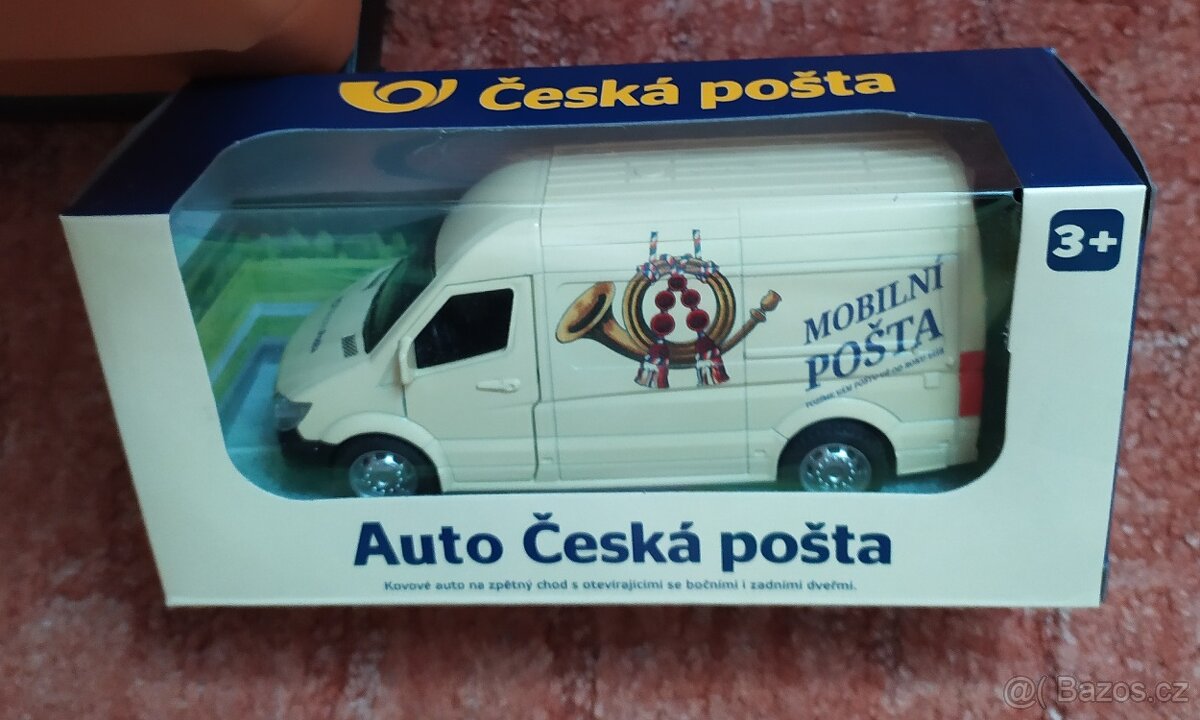 Česká pošta
3+
MOBILNÍ
POŠTA
Auto Česká pošta
Kovové auto na zpětný chod s otevírajícími se bočními i zadními dveřmi.
@( Bazos.cz